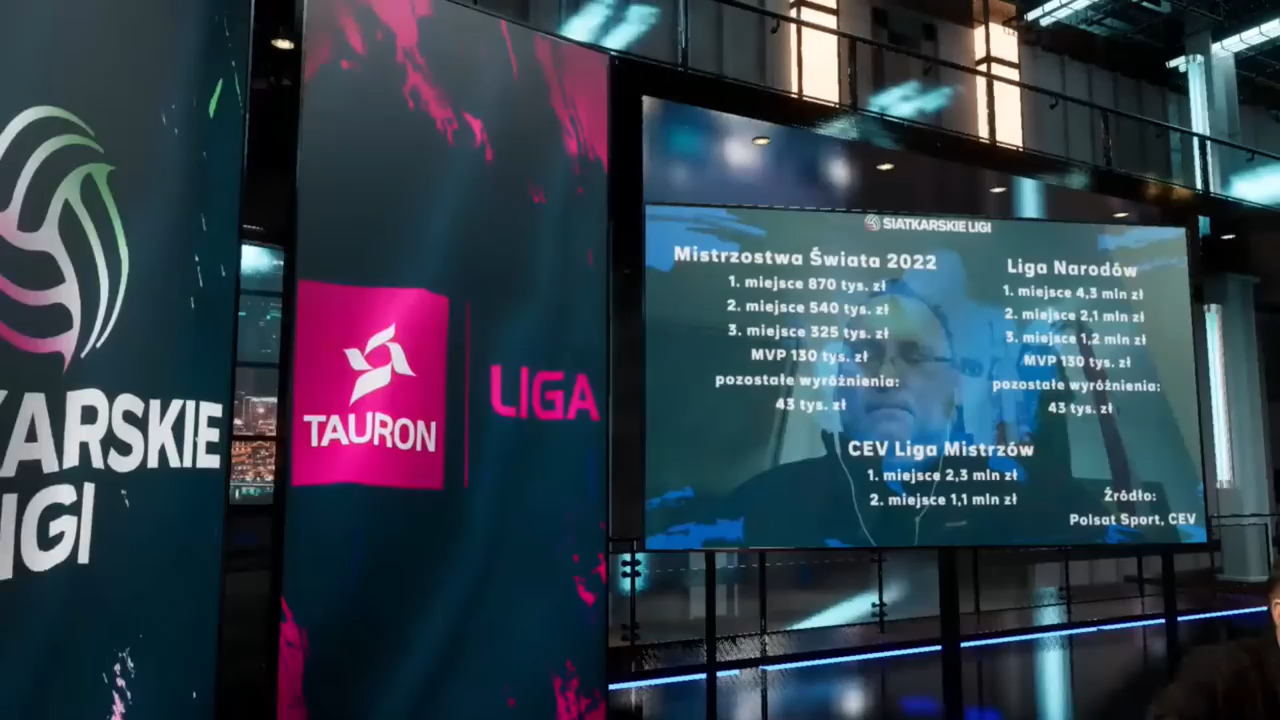 KARSKIE
IGI
TAURON
LIGA
SIATKARSKIE LIGI
Mistrzostwa Świata 2022
1. miejsce 870 tys. zł
2. miejsce 540 tys. zł
3. miejsce 325 tys. zł
MVP 130 tys. zł
pozostałe wyróżnienia:
43 tys. zł
Liga Narodów
1. miejsce 4,3 mln zł
2. miejsce 2,1 mln zł
3. miejsce 1,2 mln zł
MVP 130 tys. zł
pozostałe wyróżnienia:
43 tys. zł
CEV Liga Mistrzów
1. miejsce 2,3 mln zł
2. miejsce 1,1 mln zł
Źródło:
Polsat Sport, CEV